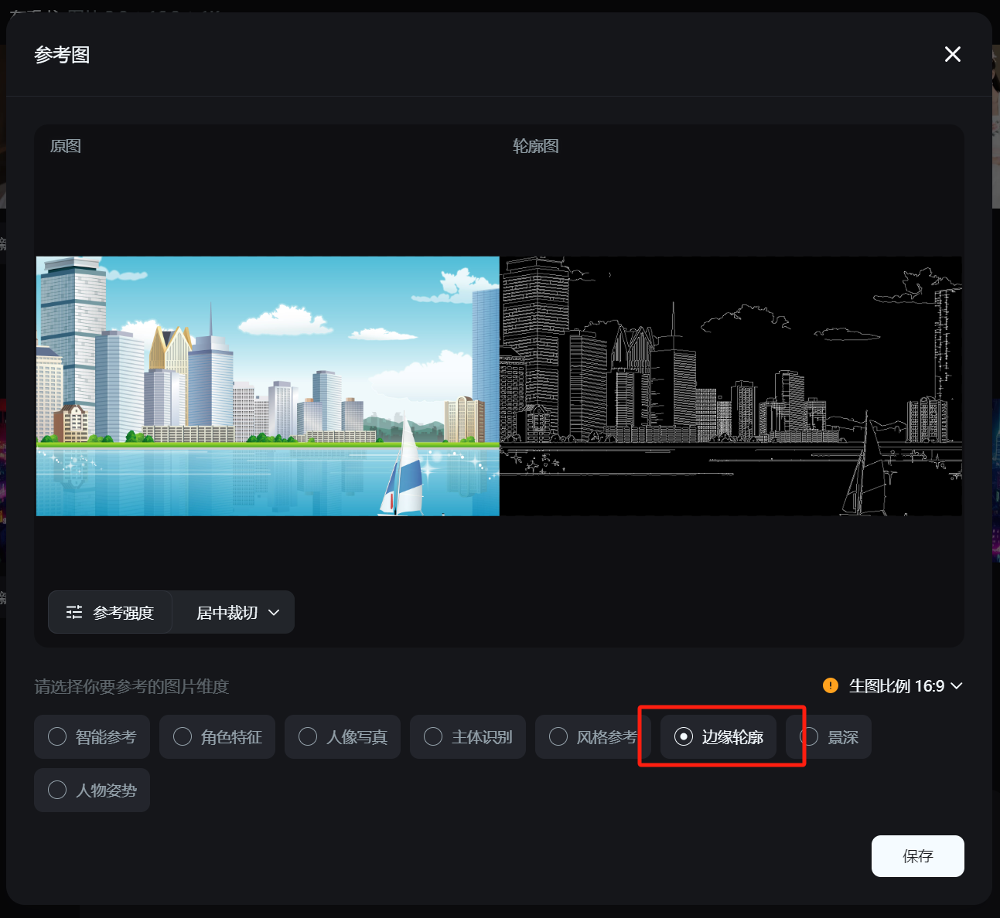 参考图
原图
轮廓图
参考强度
居中裁切
请选择你要参考的图片维度
生图比例 16:9
智能参考
角色特征
人像写真
主体识别
风格参考
边缘轮廓
景深
人物姿势
保存